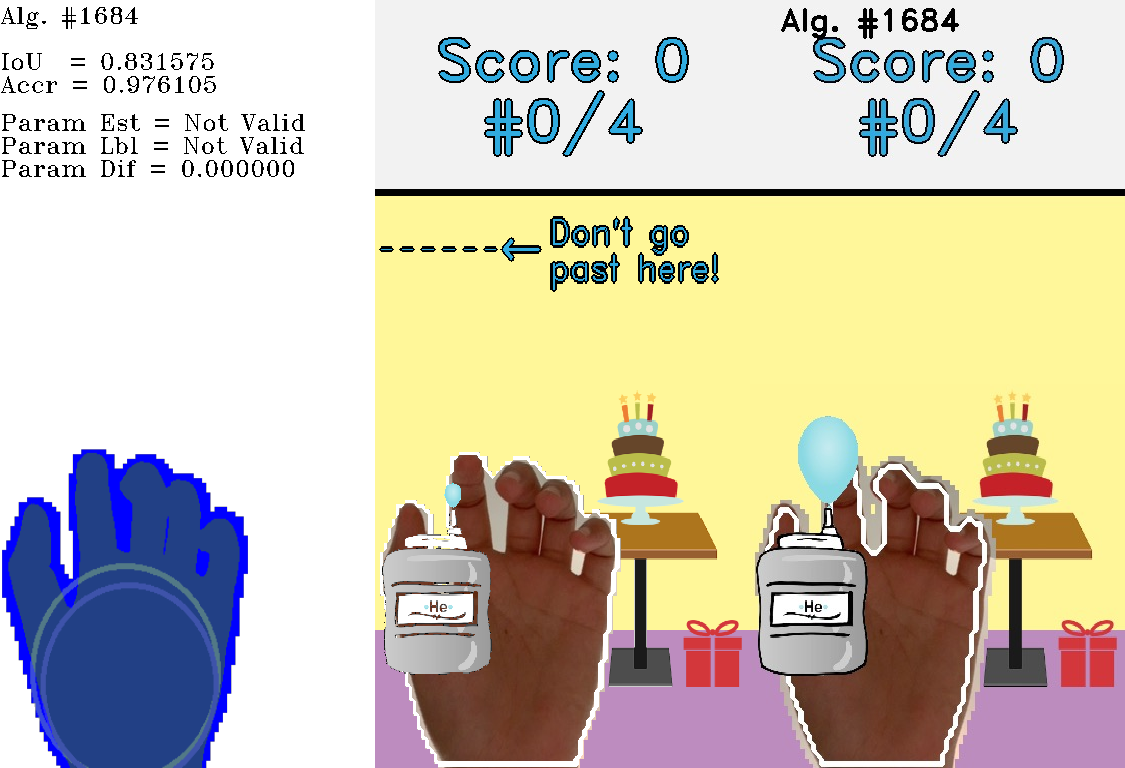 Alg. #1684
IoU = 0.831575
Accr = 0.976105
Param Est = Not Valid
Param Lbl = Not Valid
Param Dif = 0.000000
Score: 0
#0/4
Don't go
past here!
•He•
Alg. #1684
Score: 0
#0/4
•He•